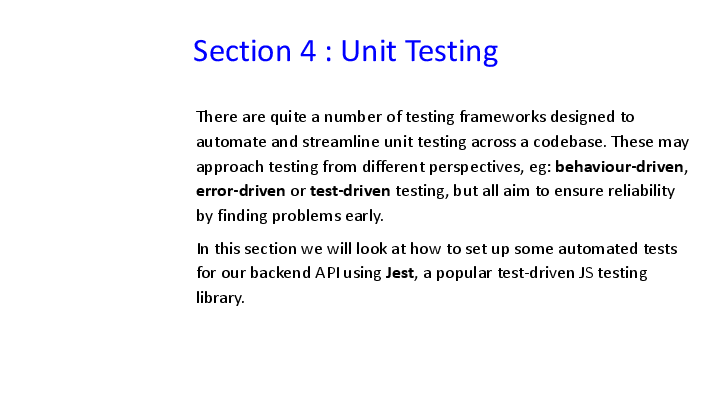 Section 4 : Unit Testing
There are quite a number of testing frameworks designed to
automate and streamline unit testing across a codebase. These may
approach testing from different perspectives, eg: behaviour-driven,
error-driven or test-driven testing, but all aim to ensure reliability
by finding problems early.
In this section we will look at how to set up some automated tests
for our backend API using Jest, a popular test-driven JS testing
library.